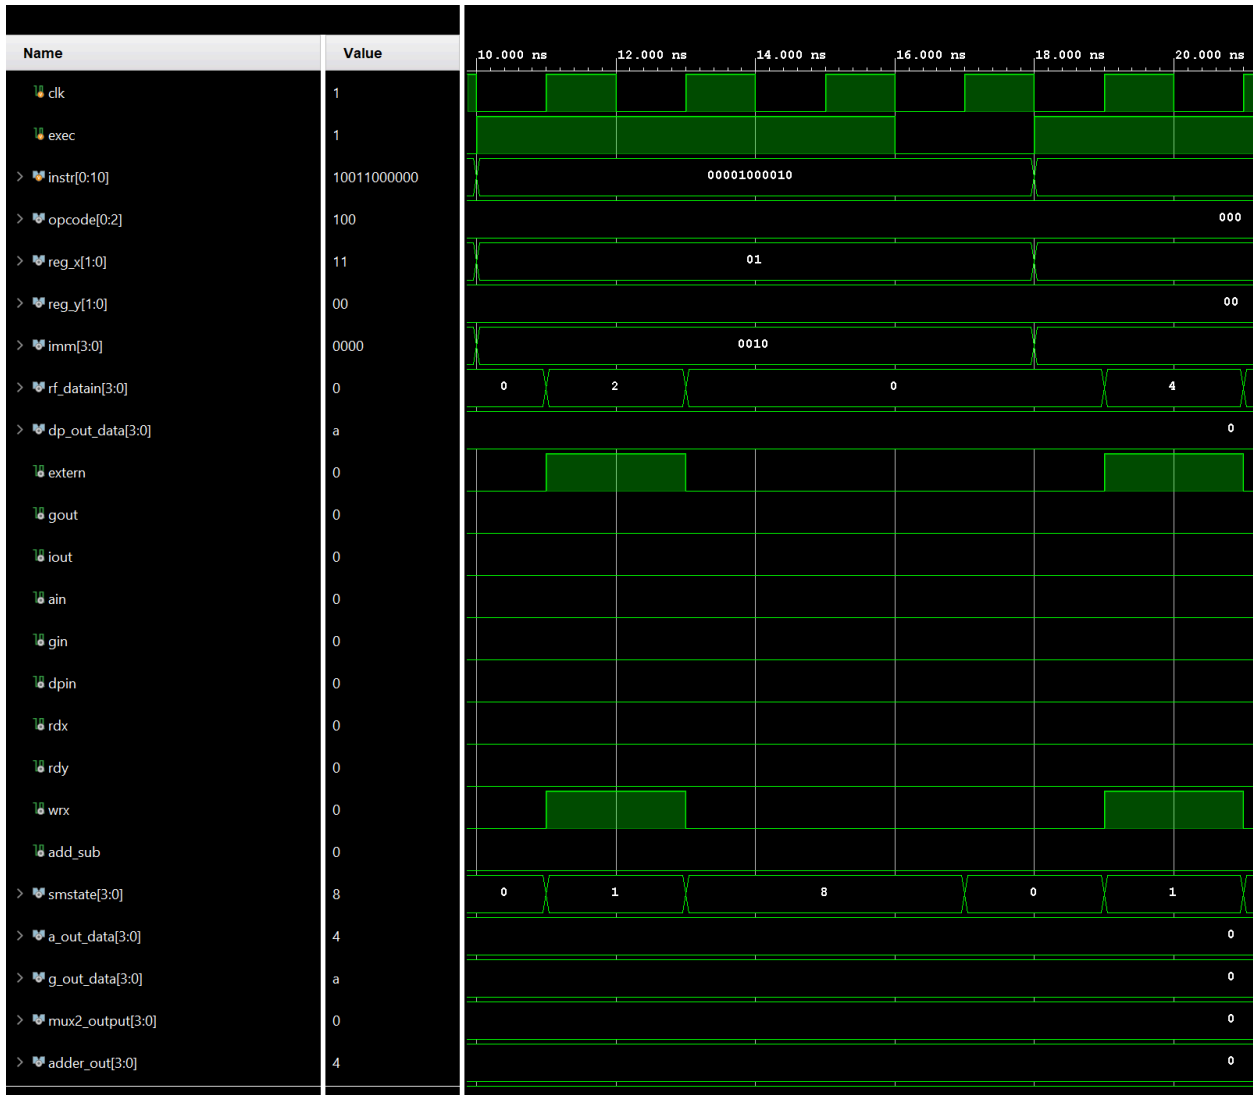 Name Value 10.000 ns 12.000 ns 14.000 ns 16.000 ns 18.000 ns 20.000 ns
clk 1
exec 1
instr[0:10] 10011000000 00001000010
opcode[0:2] 100 000
reg_x[1:0] 11 01
reg_y[1:0] 00 00
imm[3:0] 0000 0010
rf_datain[3:0] 0 0 2 0 4
dp_out_data[3:0] a 0
extern 0
gout 0
iout 0
ain 0
gin 0
dpin 0
rdx 0
rdy 0
wrx 0
add_sub 0
smstate[3:0] 8 0 1 8 0 1
a_out_data[3:0] 4 0
g_out_data[3:0] a 0
mux2_output[3:0] 0 0
adder_out[3:0] 4 0